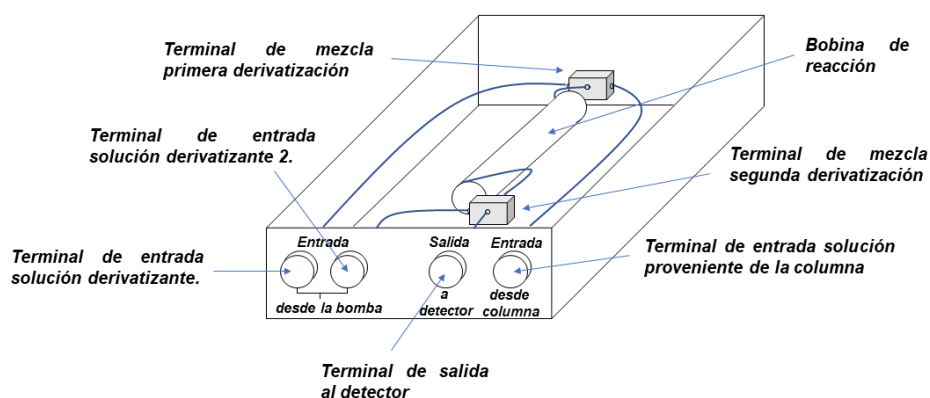 Terminal de mezcla
primera derivatización
Bobina de
reacción
Terminal de entrada
solución derivatizante 2.
Terminal de mezcla
segunda derivatización
Terminal de entrada
solución derivatizante.
Entrada
Salida
Entrada
desde la bomba
a
detector
desde
columna
Terminal de entrada solución
proveniente de la columna
Terminal de salida
al detector